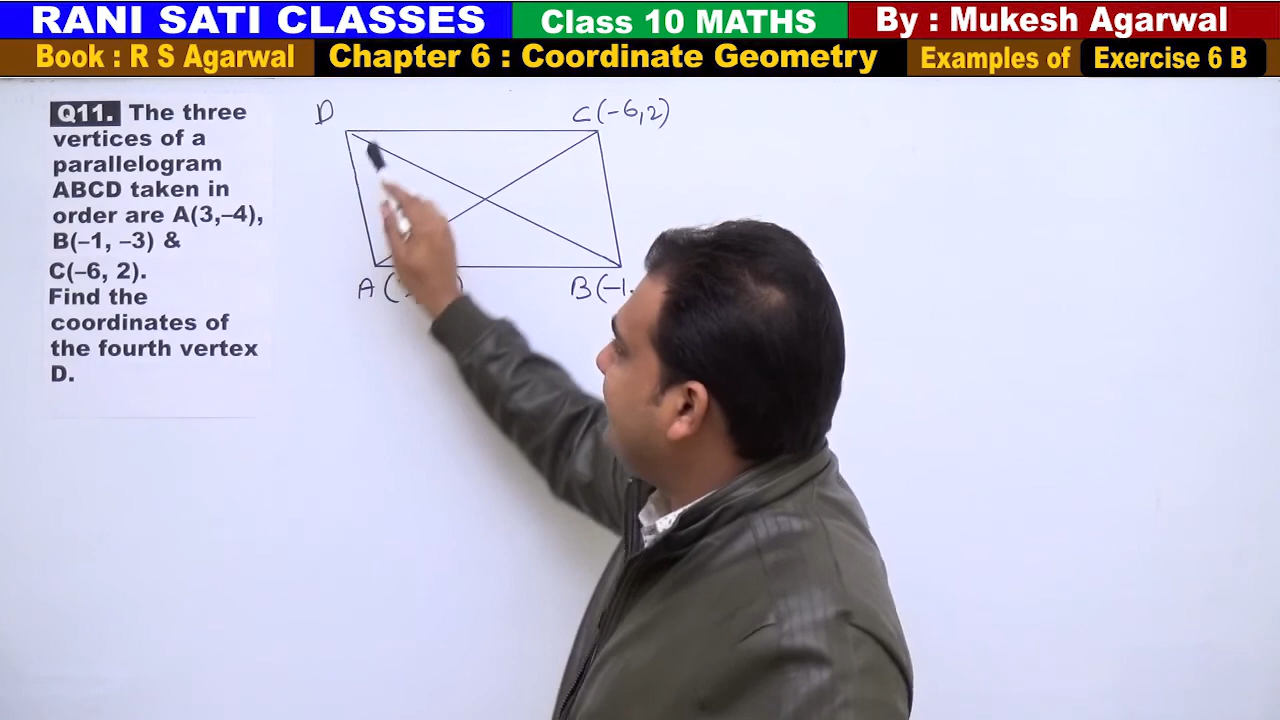 RANI SATI CLASSES
Class 10 MATHS
By : Mukesh Agarwal
Book : R S Agarwal
Chapter 6 : Coordinate Geometry
Examples of Exercise 6 B
Q11. The three
vertices of a
parallelogram
ABCD taken in
order are A(3,–4),
B(–1, –3) &
C(–6, 2).
Find the
coordinates of
the fourth vertex
D.
D
C(-6,2)
A (
B(-1,